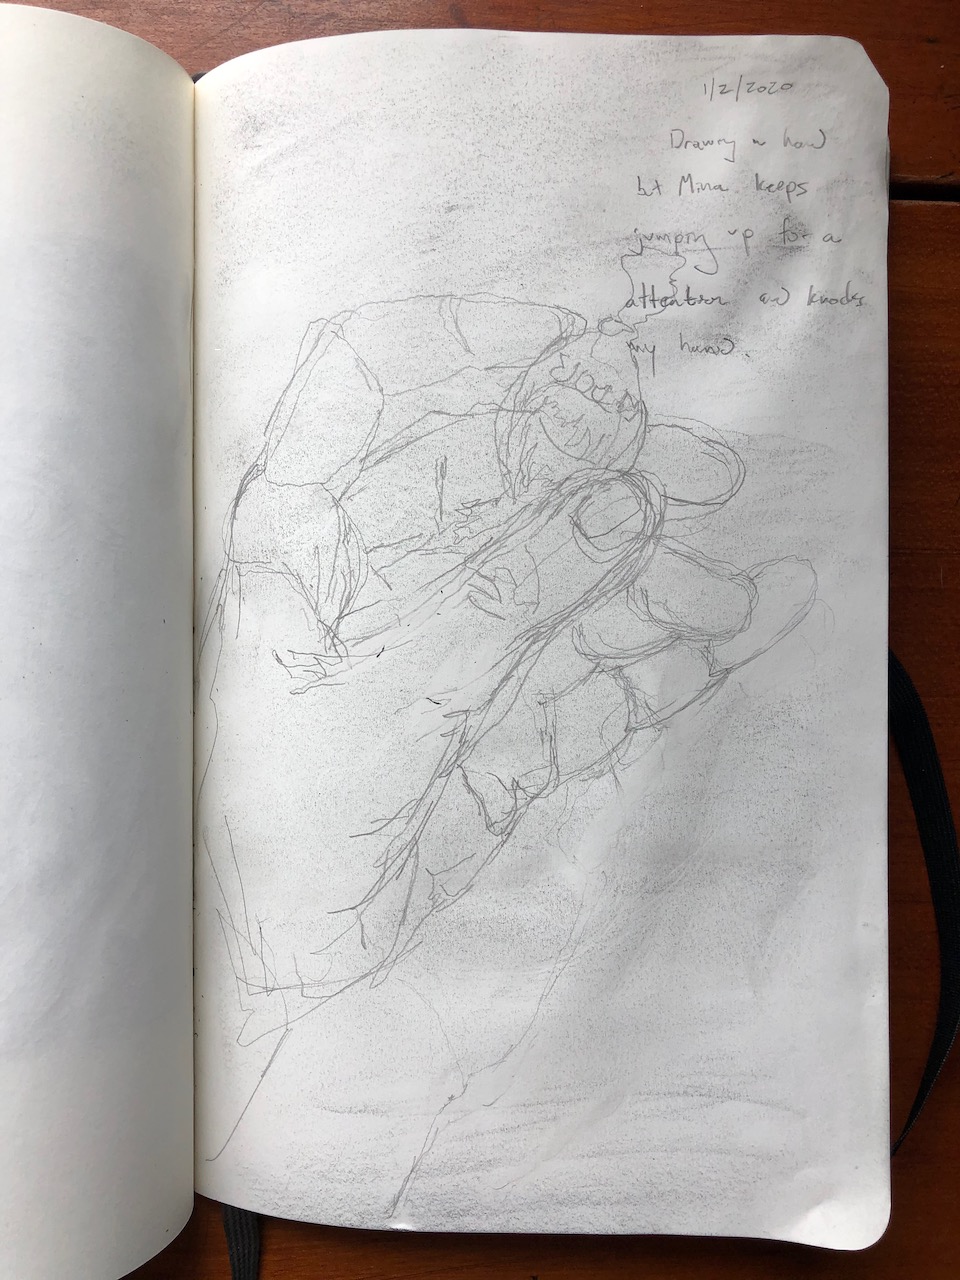 1/2/2020
Drawing a hand
but Mina keeps
jumping up for a
attention and knocks
my hand.